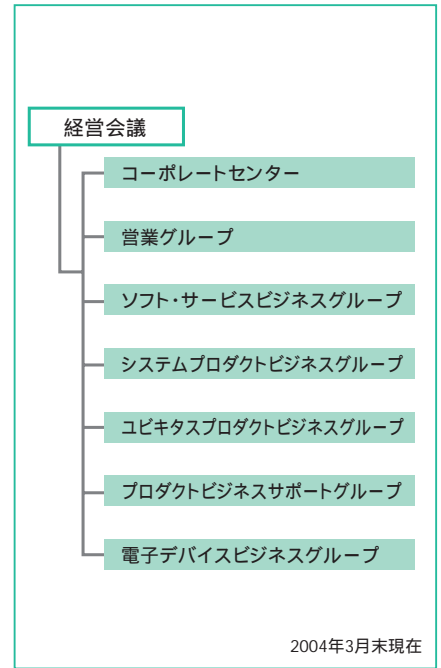 経営会議
コーポレートセンター
営業グループ
ソフト・サービスビジネスグループ
システムプロダクトビジネスグループ
ユビキタスプロダクトビジネスグループ
プロダクトビジネスサポートグループ
電子デバイスビジネスグループ
2004年3月末現在